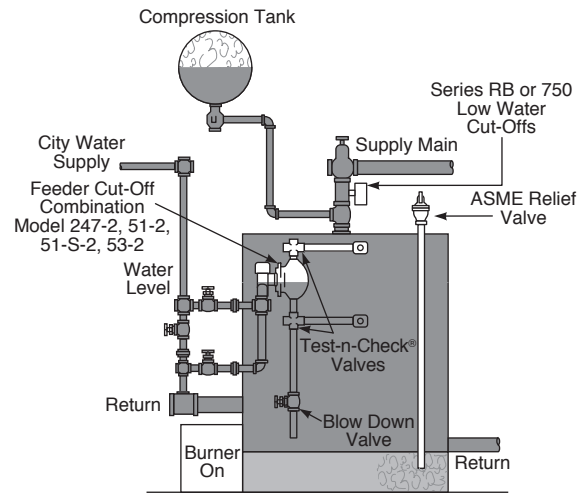 Compression Tank
Series RB or 750
Low Water
Cut-Offs
City Water
Supply
Supply Main
Feeder Cut-Off
Combination
Model 247-2, 51-2,
51-S-2, 53-2
ASME Relief
Valve
Water
Level
Test-n-Check®
Valves
Return
Blow Down
Valve
Burner
On
Return